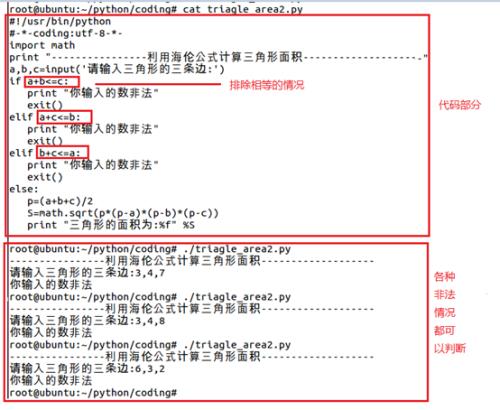 root@ubuntu:~/python/coding# cat triagle_area2.py
#!/usr/bin/python
#-*-coding:utf-8-*-
import math
print "----------------利用海伦公式计算三角形面积--------------------"
a,b,c=input('请输入三角形的三条边:')
if a+b<=c:
排除相等的情况
print "你输入的数非法"
exit()
elif a+c<=b:
print "你输入的数非法"
exit()
elif b+c<=a:
print "你输入的数非法"
exit()
else:
p=(a+b+c)/2
S=math.sqrt(p*(p-a)*(p-b)*(p-c))
print "三角形的面积为:%f" %S
代码部分
root@ubuntu:~/python/coding# ./triagle_area2.py
----------------利用海伦公式计算三角形面积--------------------
请输入三角形的三条边:3,4,7
你输入的数非法
root@ubuntu:~/python/coding# ./triagle_area2.py
----------------利用海伦公式计算三角形面积--------------------
请输入三角形的三条边:3,4,8
你输入的数非法
root@ubuntu:~/python/coding# ./triagle_area2.py
----------------利用海伦公式计算三角形面积--------------------
请输入三角形的三条边:6,3,2
你输入的数非法
root@ubuntu:~/python/coding#
各种
非法
情况
都可
以判断